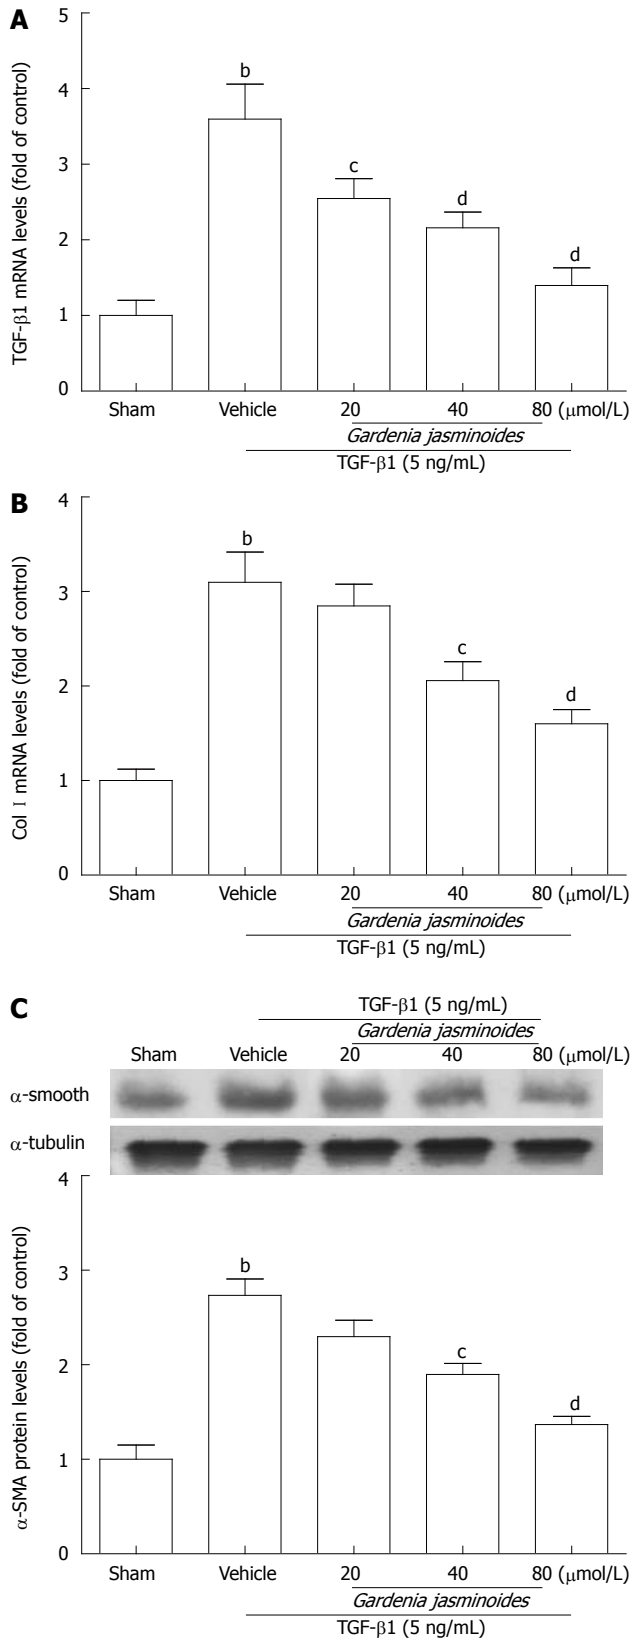 A
TGF-β1 mRNA levels (fold of control)
5
4
3
2
1
0
b
c
d
d
Sham Vehicle 20 40 80 (μmol/L)
Gardenia jasminoides
TGF-β1 (5 ng/mL)
B
Col I mRNA levels (fold of control)
4
3
2
1
0
b
c
d
Sham Vehicle 20 40 80 (μmol/L)
Gardenia jasminoides
TGF-β1 (5 ng/mL)
C
TGF-β1 (5 ng/mL)
Gardenia jasminoides
Sham Vehicle 20 40 80 (μmol/L)
α-smooth
α-tubulin
α-SMA protein levels (fold of control)
4
3
2
1
0
b
c
d
Sham Vehicle 20 40 80 (μmol/L)
Gardenia jasminoides
TGF-β1 (5 ng/mL)